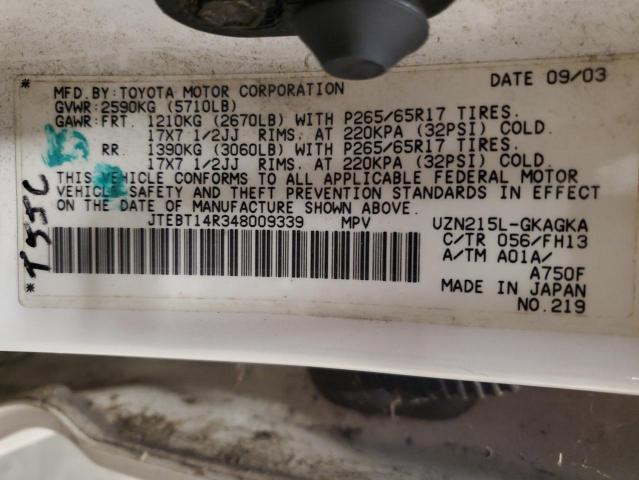 MFD.BY:TOYOTA MOTOR CORPORATION DATE 09/03
GVWR:2590KG (5710LB)
GAWR:FRT. 1210KG (2670LB) WITH P265/65R17 TIRES.
17X7 1/2JJ RIMS. AT 220KPA (32PSI) COLD.
RR. 1390KG (3060LB) WITH P265/65R17 TIRES.
17X7 1/2JJ RIMS. AT 220KPA (32PSI) COLD.
THIS VEHICLE CONFORMS TO ALL APPLICABLE FEDERAL MOTOR
VEHICLE SAFETY AND THEFT PREVENTION STANDARDS IN EFFECT
ON THE DATE OF MANUFACTURE SHOWN ABOVE.
JTEBT14R348009339 MPV UZN215L-GKAGKA
C/TR 056/FH13
A/TM A01A/
A750F
MADE IN JAPAN
NO.219